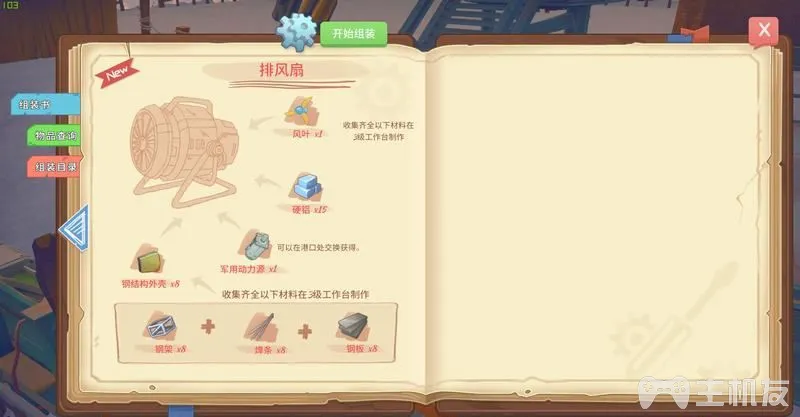 103
开始组装
New
排风扇
组装书
物品查询
组装目录
风叶 x1
收集齐全以下材料在
3级工作台制作
硬铝 x15
军用动力源 x1
可以在港口处交换获得。
钢结构外壳 x8
收集齐全以下材料在3级工作台制作
钢架 x8
焊条 x8
钢板 x8
主机友